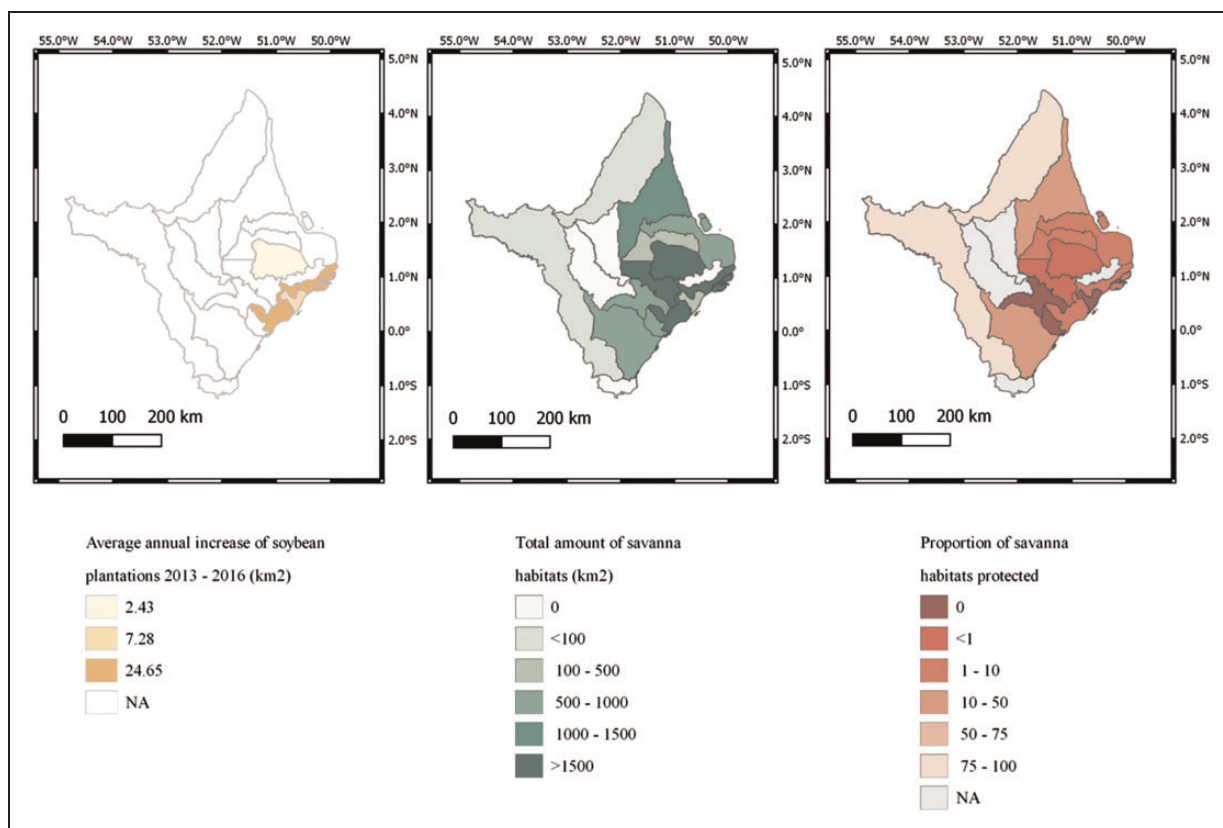 55.0°W 54.0°W 53.0°W 52.0°W 51.0°W 50.0°W
5.0°N
4.0°N
3.0°N
2.0°N
1.0°N
0.0°
1.0°S
2.0°S
0 100 200 km
55.0°W 54.0°W 53.0°W 52.0°W 51.0°W 50.0°W
5.0°N
4.0°N
3.0°N
2.0°N
1.0°N
0.0°
1.0°S
2.0°S
0 100 200 km
55.0°W 54.0°W 53.0°W 52.0°W 51.0°W 50.0°W
5.0°N
4.0°N
3.0°N
2.0°N
1.0°N
0.0°
1.0°S
2.0°S
0 100 200 km
Average annual increase of soybean
plantations 2013 - 2016 (km2)
2.43
7.28
24.65
NA
Total amount of savanna
habitats (km2)
0
<100
100 - 500
500 - 1000
1000 - 1500
>1500
Proportion of savanna
habitats protected
0
<1
1 - 10
10 - 50
50 - 75
75 - 100
NA